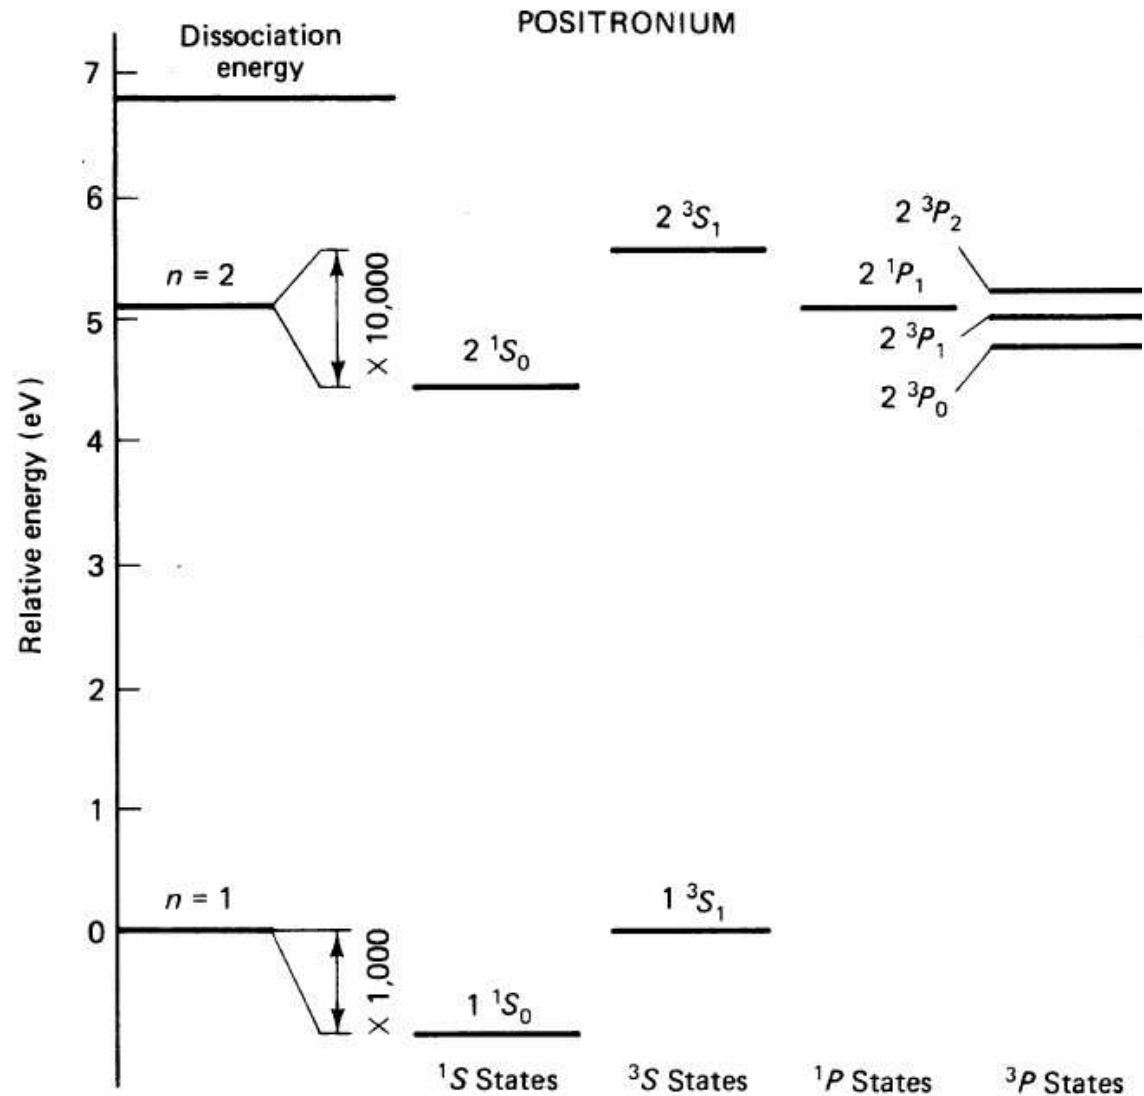 POSITRONIUM
Dissociation
energy
7
6
5
4
3
2
1
0
Relative energy (eV)
n = 2
× 10,000
2 ¹S₀
2 ³S₁
2 ¹P₁
2 ³P₂
2 ³P₁
2 ³P₀
n = 1
× 1,000
1 ¹S₀
1 ³S₁
¹S States
³S States
¹P States
³P States